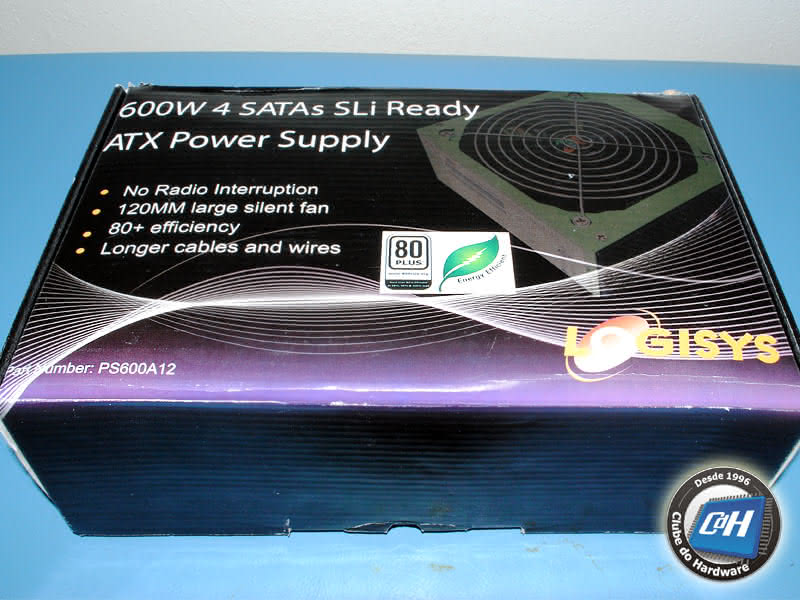 600W 4 SATAs SLi Ready
ATX Power Supply
No Radio Interruption
120MM large silent fan
80+ efficiency
Longer cables and wires
80
PLUS
Energy Efficient
LOGISYS
Part Number: PS600A12
Desde 1996
CdH
Clube do Hardware